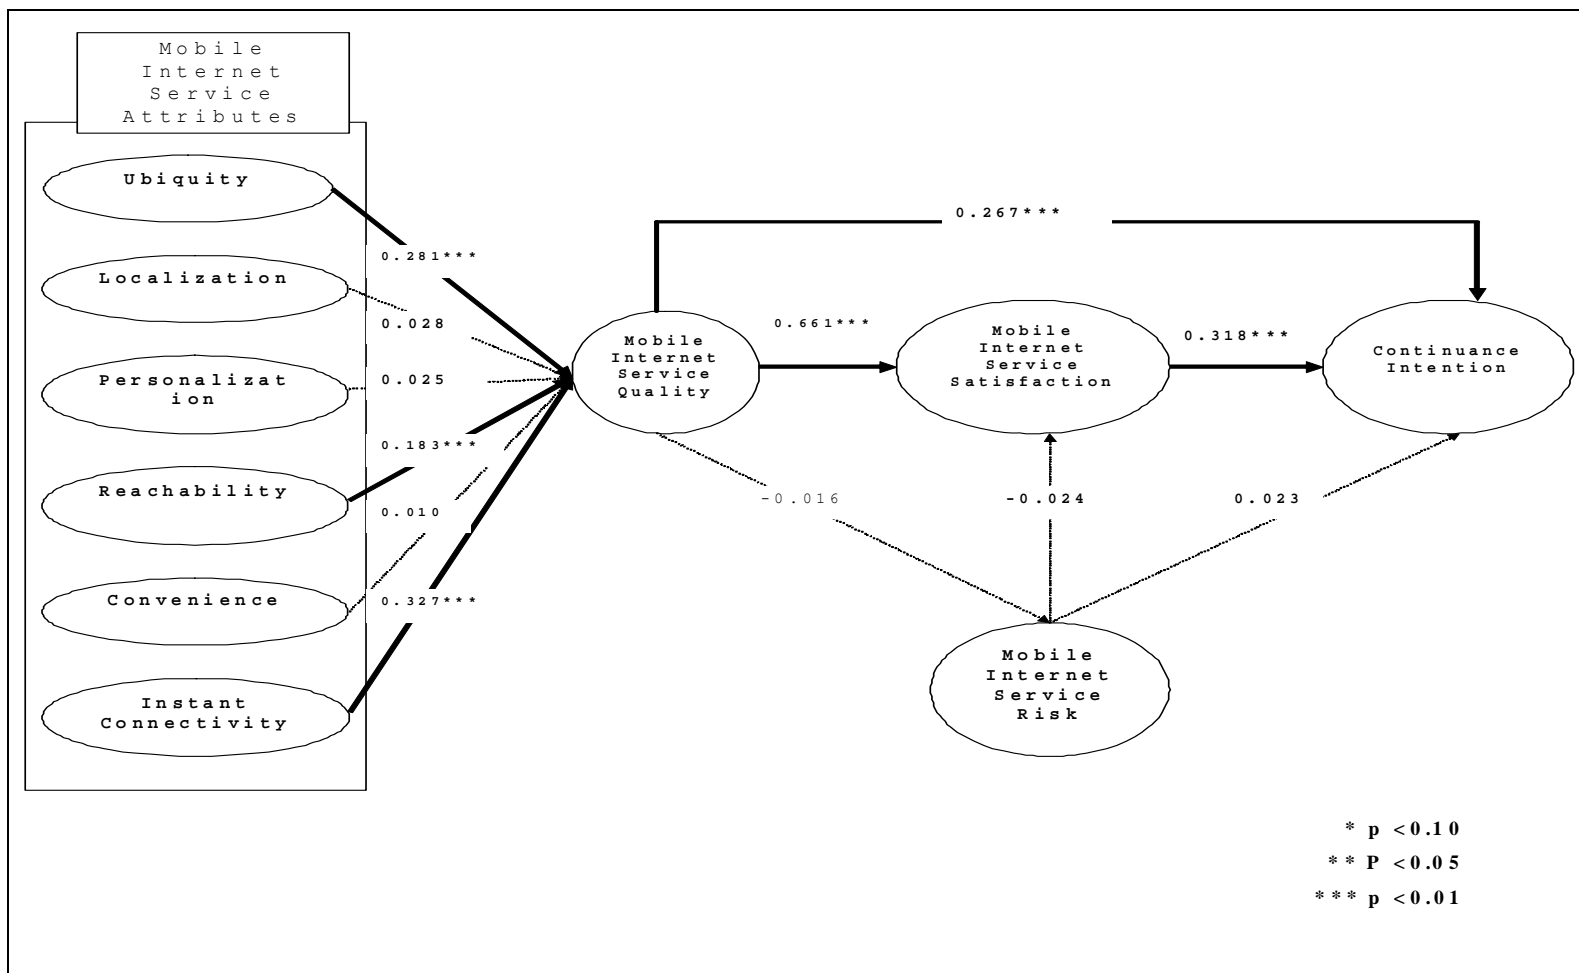 Mobile
Internet
Service
Attributes
Ubiquity
0.281***
Localization
0.028
Personalizat
ion
0.025
0.183***
Reachability
0.010
Convenience
0.327***
Instant
Connectivity
0.267***
Mobile
Internet
Service
Quality
0.661***
Mobile
Internet
Service
Satisfaction
0.318***
Continuance
Intention
-0.016
-0.024
0.023
Mobile
Internet
Service
Risk
* p <0.10
** P <0.05
*** p <0.01